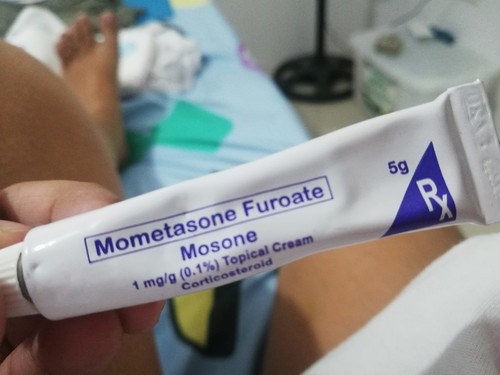 5g
Rx
Mometasone Furoate
Mosone
1 mg/g (0.1%) Topical Cream
Corticosteroid